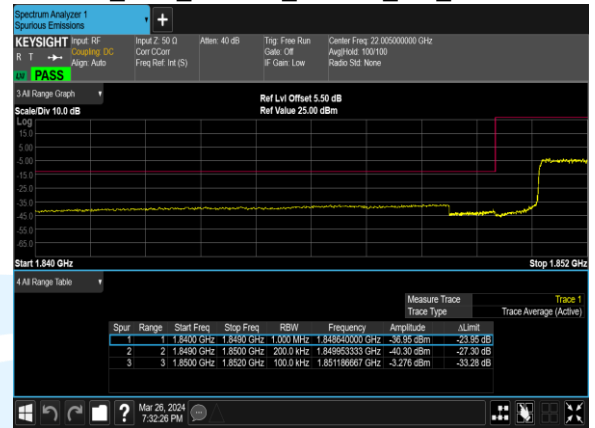 Spectrum Analyzer 1
Spurious Emissions
+
KEYSIGHT Input: RF Input Z: 50 Ω Atten: 40 dB Trig: Free Run Center Freq: 22.005000000 GHz
R T Coupling: DC Corr CCorr Gate: Off Avg|Hold: 100/100
Align: Auto Freq Ref: Int (S) IF Gain: Low Radio Std: None
PASS
3 All Range Graph
Ref Lvl Offset 5.50 dB
Scale/Div 10.0 dB Ref Value 25.00 dBm
Log
15.0
5.00
-5.00
-15.0
-25.0
-35.0
-45.0
-55.0
-65.0
Start 1.840 GHz Stop 1.852 GHz
4 All Range Table
Measure Trace Trace 1
Trace Type Trace Average (Active)
Spur Range Start Freq Stop Freq RBW Frequency Amplitude ΔLimit
1 1 1.8400 GHz 1.8490 GHz 1.000 MHz 1.848640000 GHz -36.95 dBm -23.95 dB
2 2 1.8490 GHz 1.8500 GHz 200.0 kHz 1.849953333 GHz -40.30 dBm -27.30 dB
3 3 1.8500 GHz 1.8520 GHz 100.0 kHz 1.851186667 GHz -3.276 dBm -33.28 dB
? Mar 26, 2024
7:32:26 PM